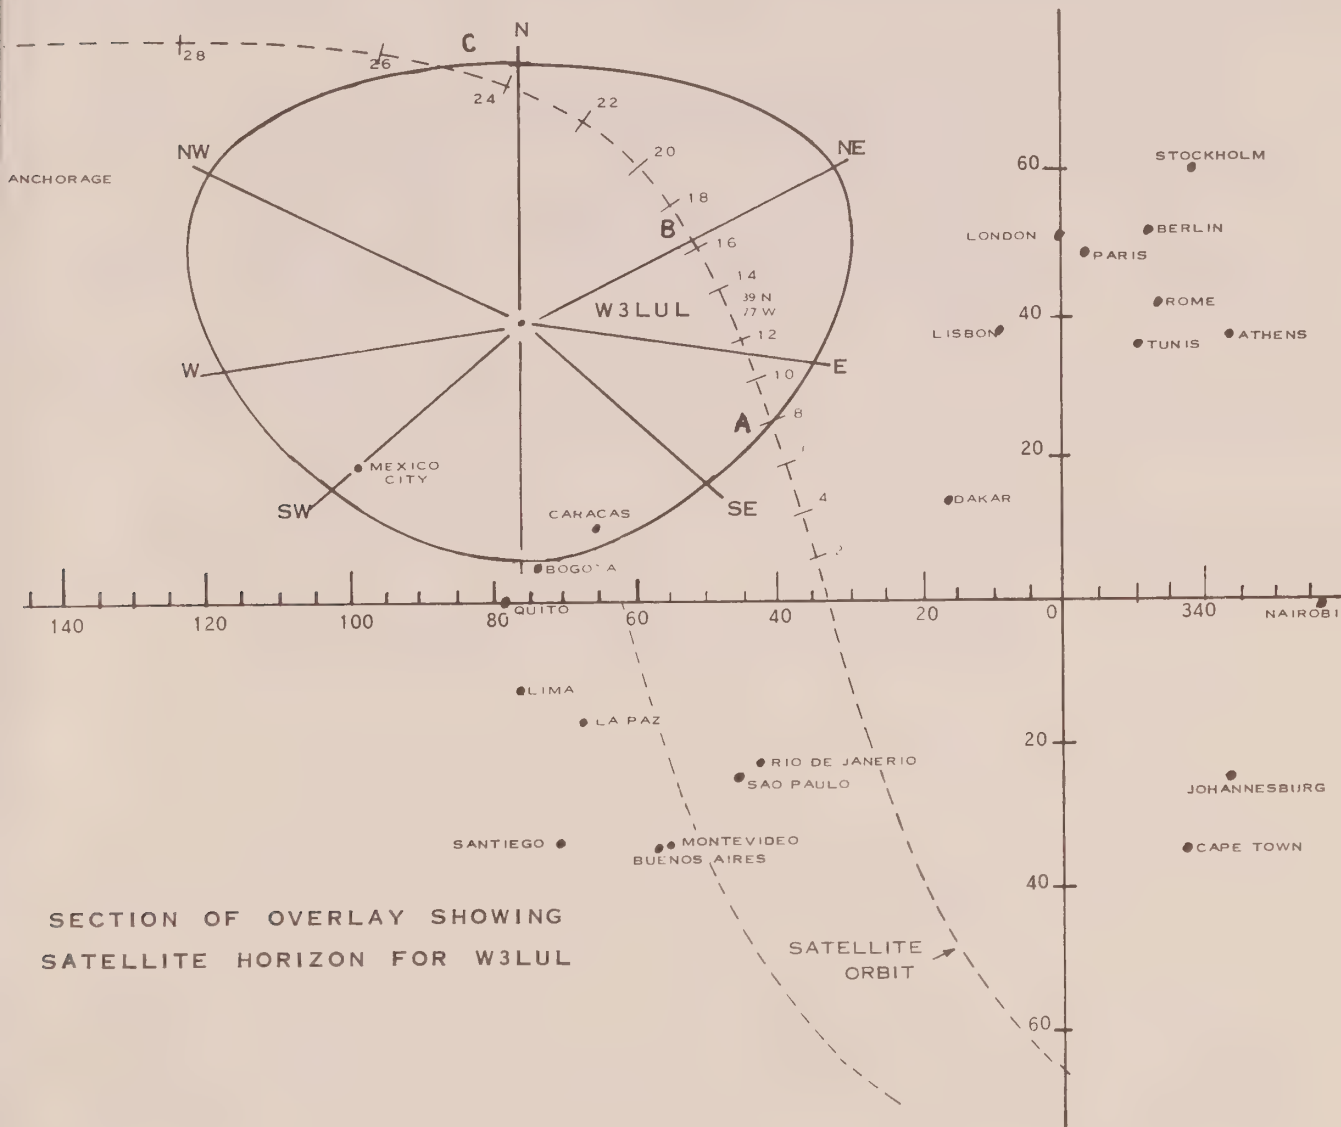 N
C
28
26
24
22
NW
NE
20
STOCKHOLM
60
ANCHORAGE
18
B
LONDON
BERLIN
16
PARIS
14
39 N
77 W
W3LUL
ROME
40
12
LISBON
TUNIS
ATHENS
W
E
10
A
8
20
MEXICO
CITY
4
DAKAR
SW
SE
CARACAS
2
BOGOTA
QUITO
140
120
100
80
60
40
20
0
340
NAIROBI
LIMA
LA PAZ
20
RIO DE JANERIO
SAO PAULO
JOHANNESBURG
SANTIEGO
MONTEVIDEO
BUENOS AIRES
CAPE TOWN
40
SECTION OF OVERLAY SHOWING
SATELLITE HORIZON FOR W3LUL
SATELLITE
ORBIT
60